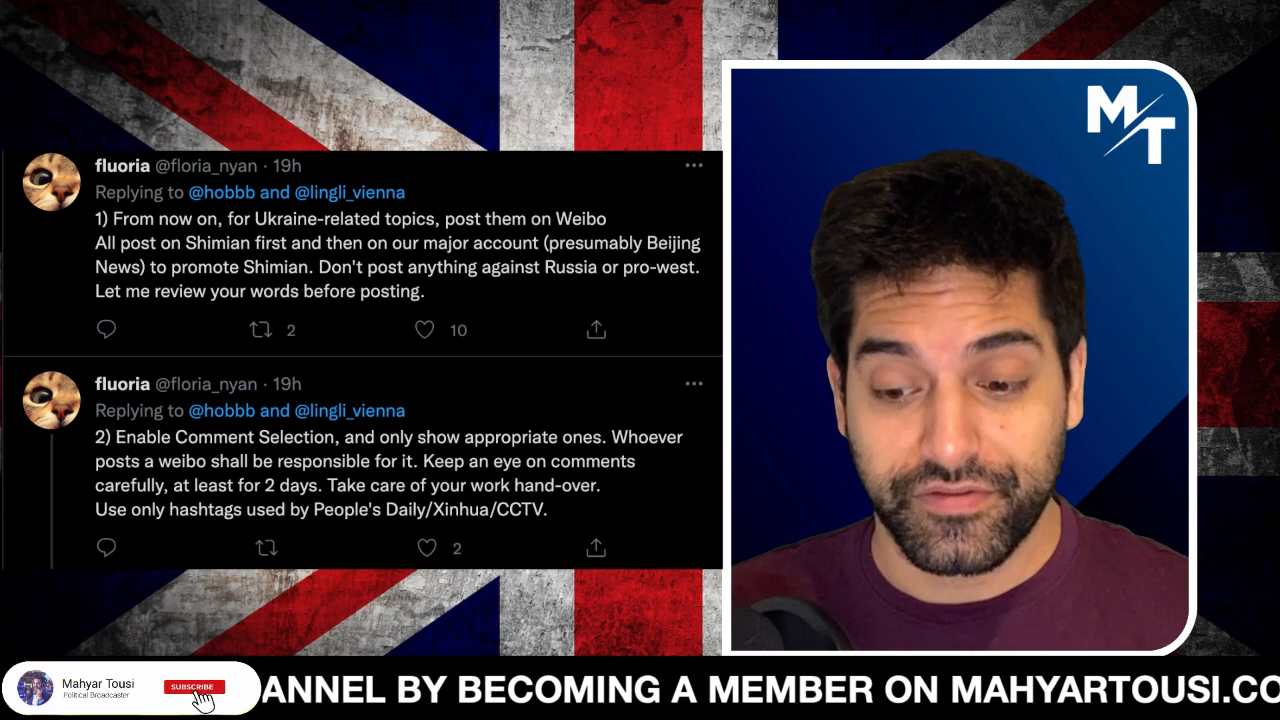 fluoria @floria_nyan · 19h
Replying to @hobbb and @lingli_vienna
1) From now on, for Ukraine-related topics, post them on Weibo
All post on Shimian first and then on our major account (presumably Beijing
News) to promote Shimian. Don't post anything against Russia or pro-west.
Let me review your words before posting.
2 10
fluoria @floria_nyan · 19h
Replying to @hobbb and @lingli_vienna
2) Enable Comment Selection, and only show appropriate ones. Whoever
posts a weibo shall be responsible for it. Keep an eye on comments
carefully, at least for 2 days. Take care of your work hand-over.
Use only hashtags used by People's Daily/Xinhua/CCTV.
2
M/T
Mahyar Tousi
Political Broadcaster
SUBSCRIBE
ANNEL BY BECOMING A MEMBER ON MAHYARTOUSI.CO